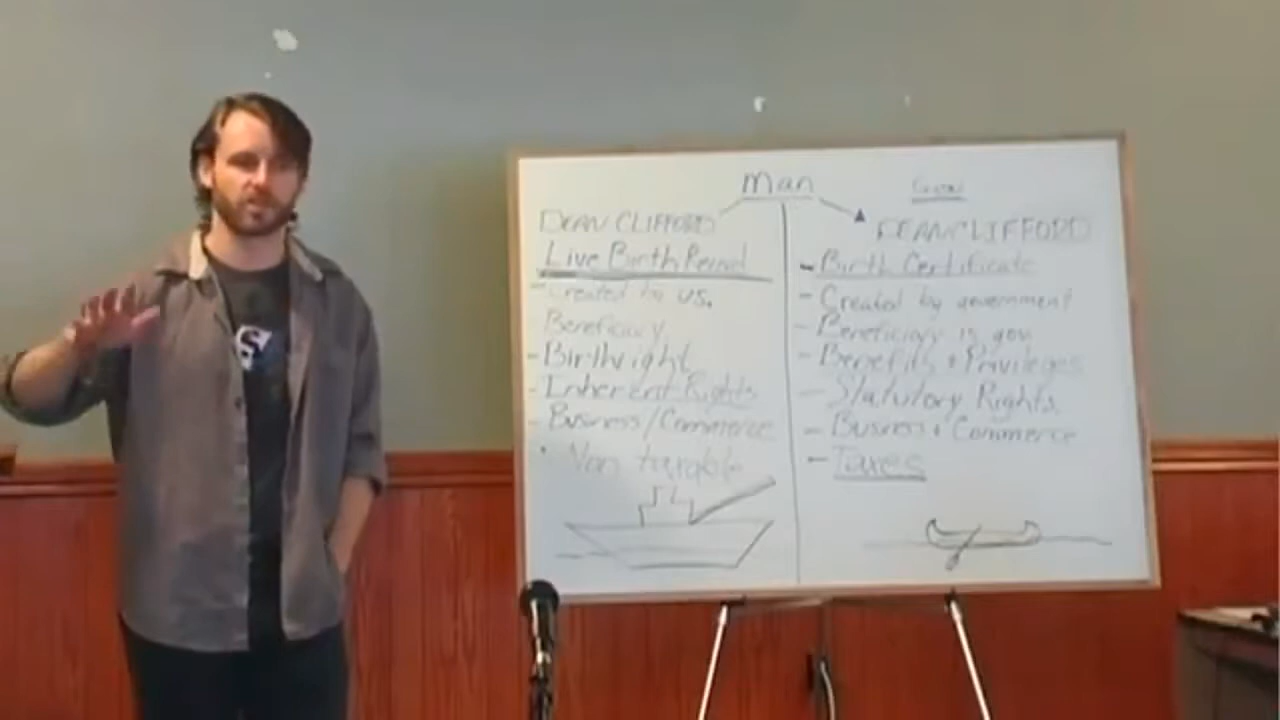 Man
DEAN CLIFFORD
Live Birth Record
- Created by us.
Beneficiary
- Birthright
- Inherent Rights
- Business/Commerce
• Non taxable
DEAN CLIFFORD
- Birth Certificate
- Created by government
- Beneficiary is gov
- Benefits + Privileges
- Statutory Rights
- Business + Commerce
- Taxes
S